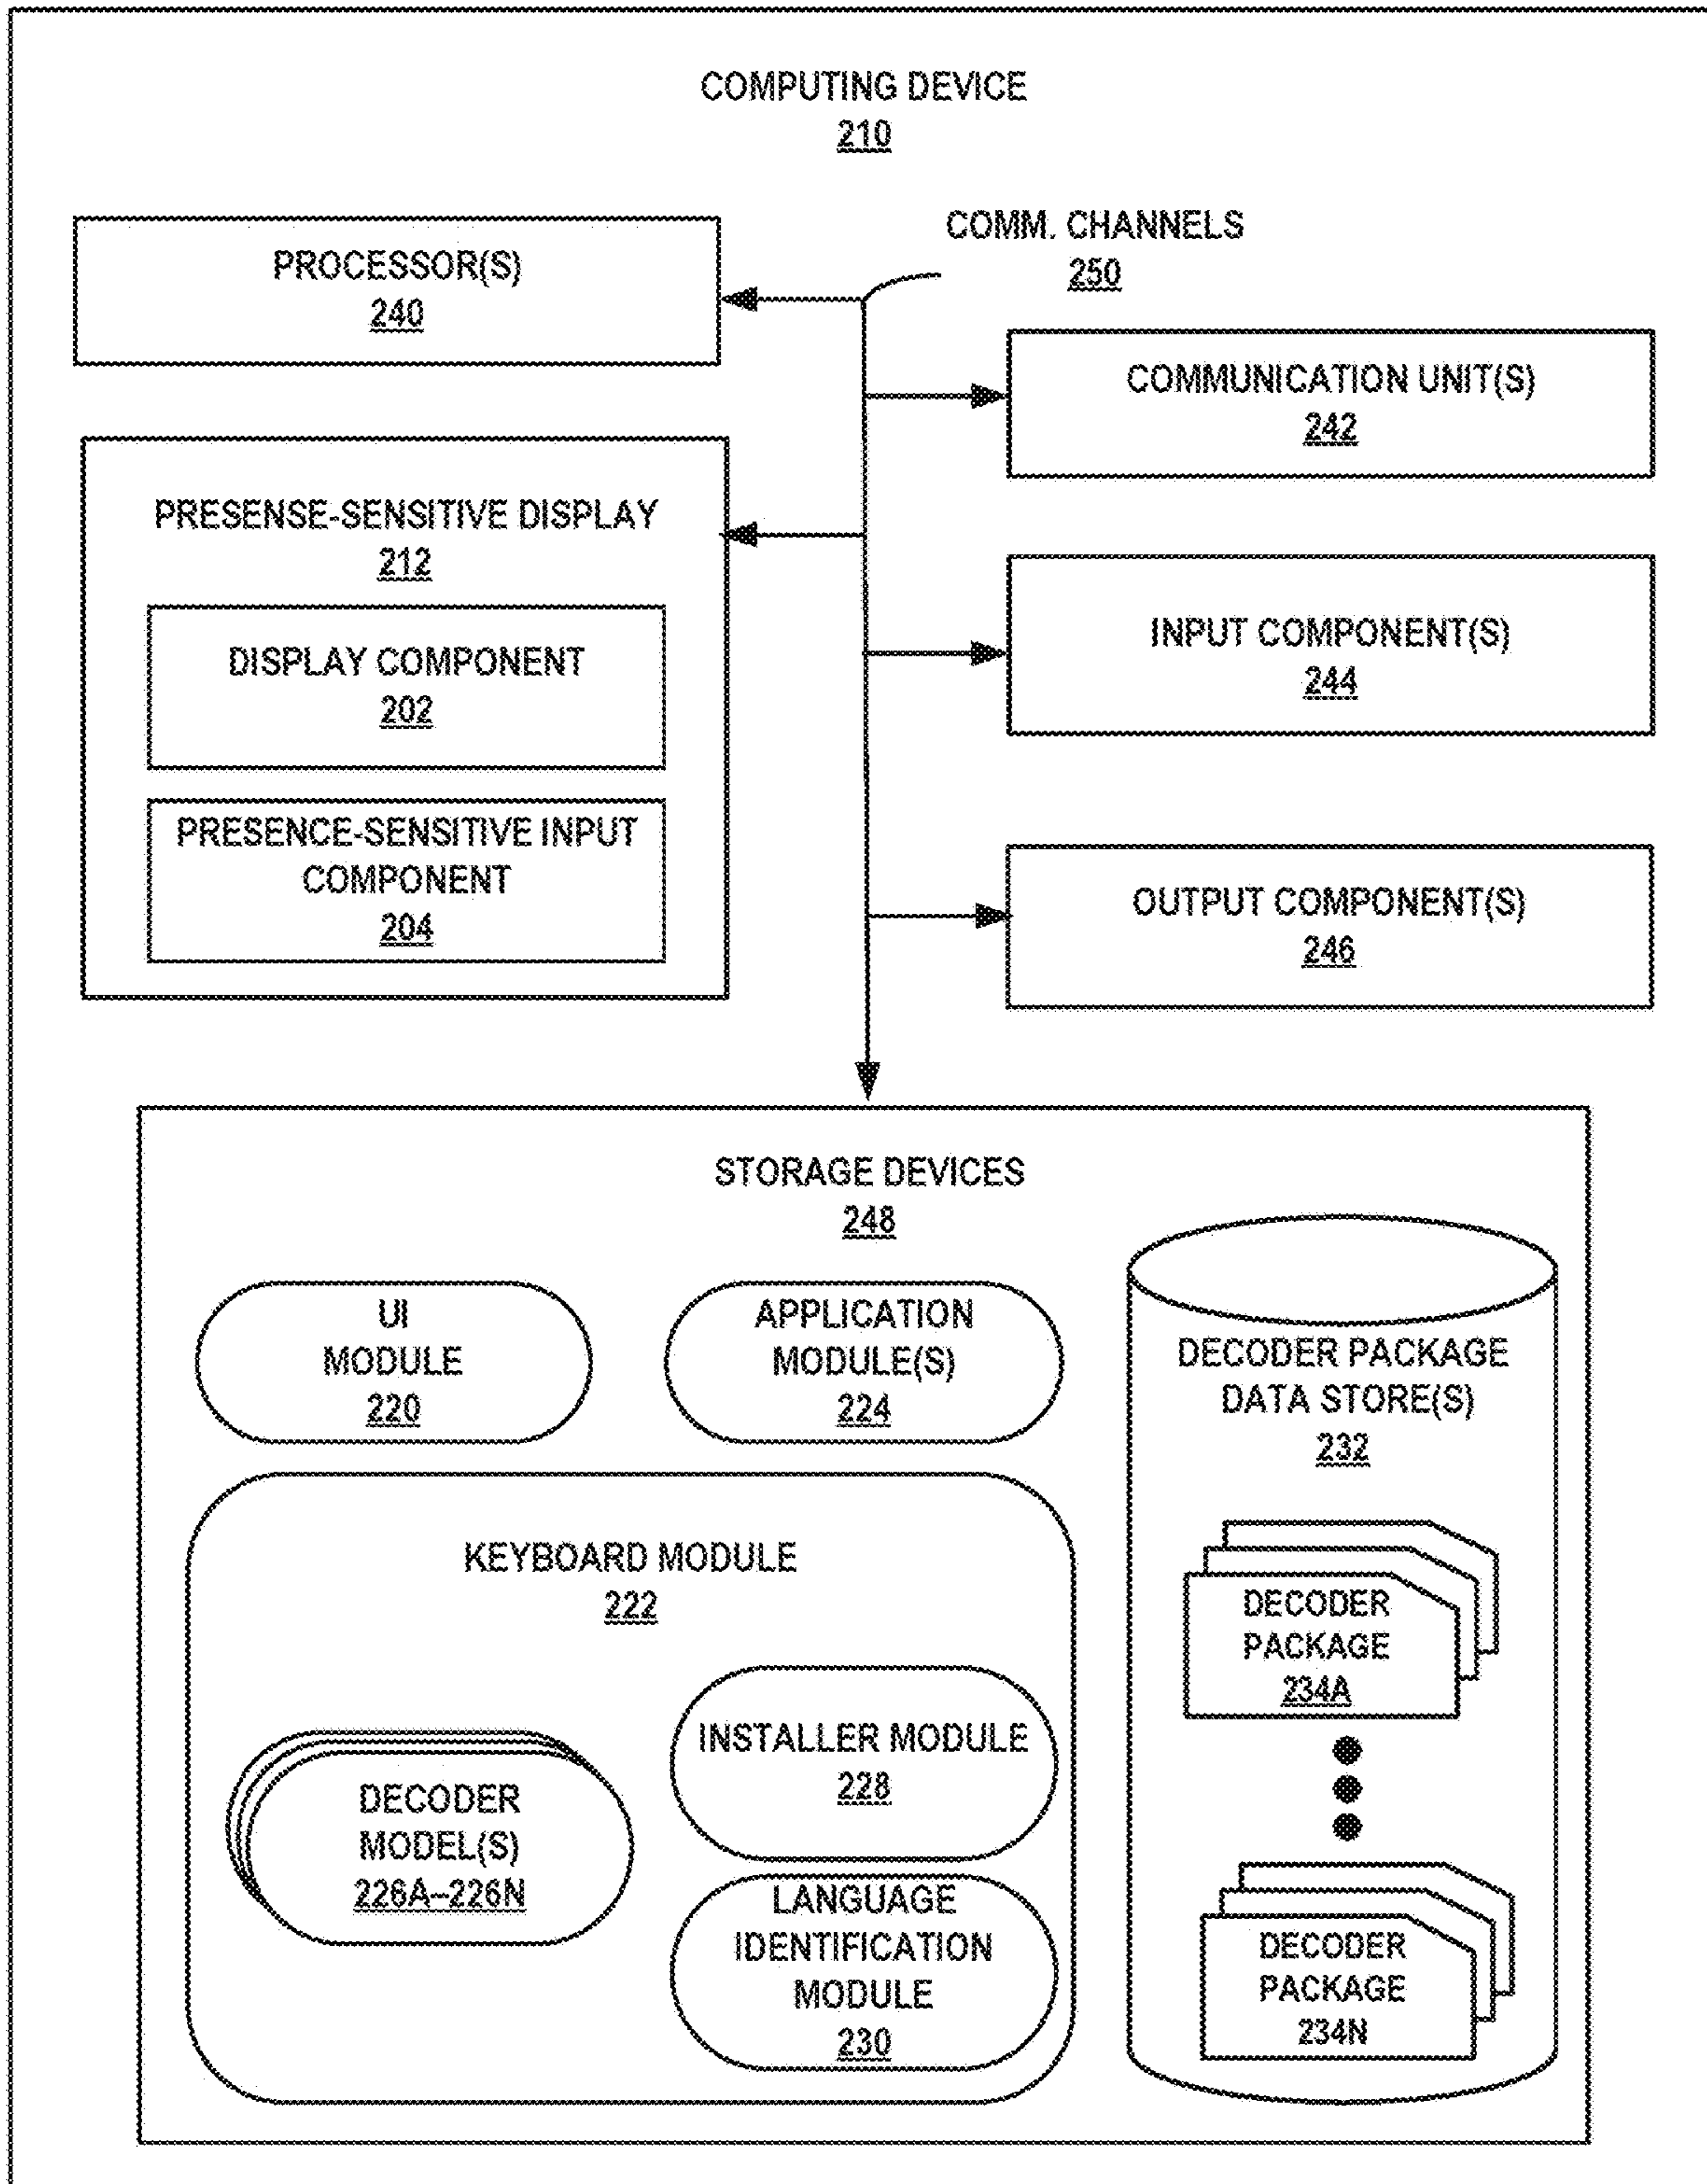 COMPUTING DEVICE
210
COMM. CHANNELS
250
PROCESSOR(S)
240
COMMUNICATION UNIT(S)
242
PRESENSE-SENSITIVE DISPLAY
212
DISPLAY COMPONENT
202
PRESENCE-SENSITIVE INPUT
COMPONENT
204
INPUT COMPONENT(S)
244
OUTPUT COMPONENT(S)
246
STORAGE DEVICES
248
UI
MODULE
220
APPLICATION
MODULE(S)
224
KEYBOARD MODULE
222
DECODER
MODEL(S)
226A–226N
INSTALLER MODULE
228
LANGUAGE
IDENTIFICATION
MODULE
230
DECODER PACKAGE
DATA STORE(S)
232
DECODER
PACKAGE
234A
DECODER
PACKAGE
234N